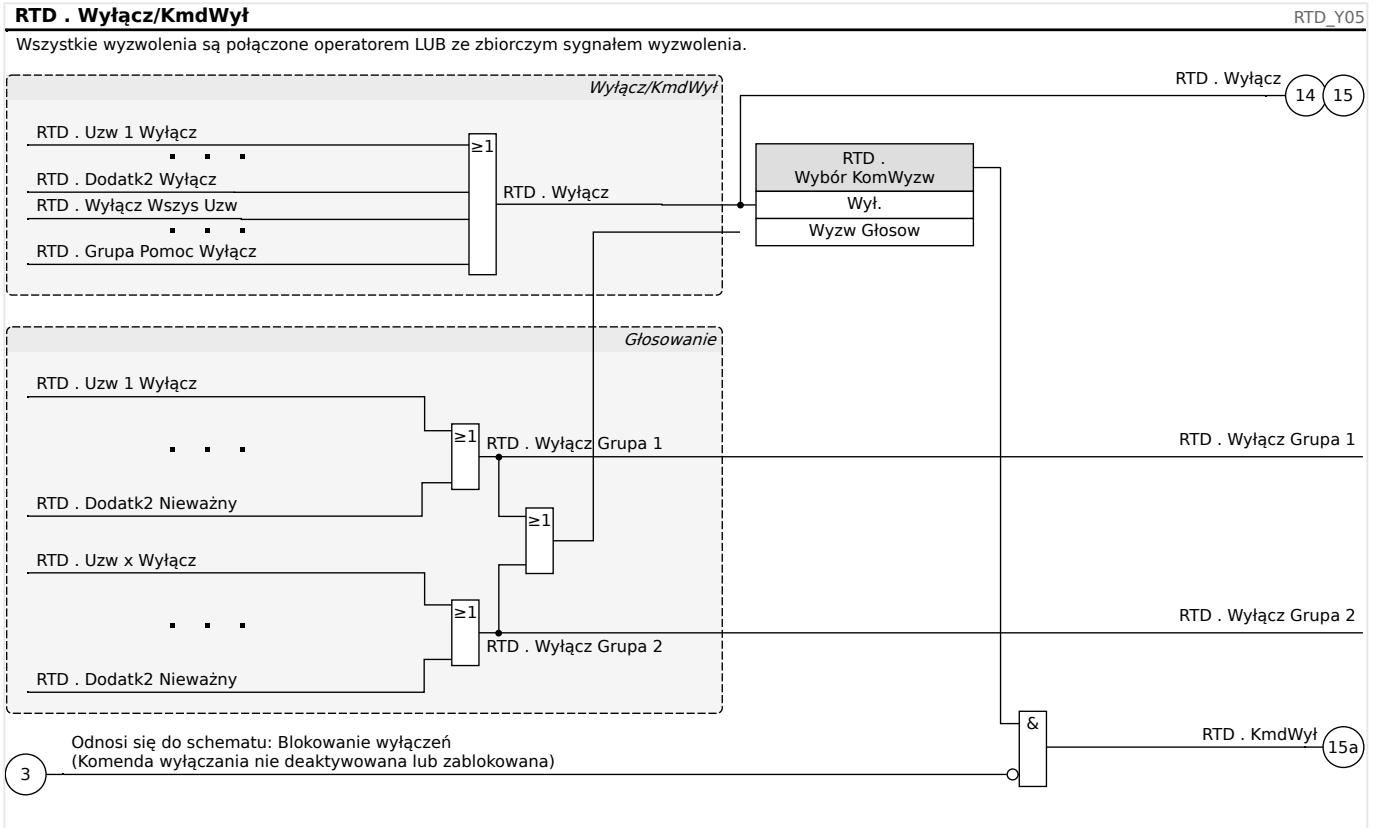 RTD . Wyłącz/KmdWył
RTD_Y05
Wszystkie wyzwolenia są połączone operatorem LUB ze zbiorczym sygnałem wyzwolenia.
Wyłącz/KmdWył
RTD . Wyłącz
14
15
RTD . Uzw 1 Wyłącz
≥1
RTD . Dodatk2 Wyłącz
RTD . Wyłącz Wszys Uzw
RTD . Grupa Pomoc Wyłącz
RTD . Wyłącz
RTD .
Wybór KomWyzw
Wył.
Wyzw Głosow
Głosowanie
RTD . Uzw 1 Wyłącz
≥1
RTD . Wyłącz Grupa 1
RTD . Wyłącz Grupa 1
RTD . Dodatk2 Nieważny
≥1
RTD . Uzw x Wyłącz
≥1
RTD . Wyłącz Grupa 2
RTD . Wyłącz Grupa 2
RTD . Dodatk2 Nieważny
&
Odnosi się do schematu: Blokowanie wyłączeń
(Komenda wyłączania nie deaktywowana lub zablokowana)
3
RTD . KmdWył
15a